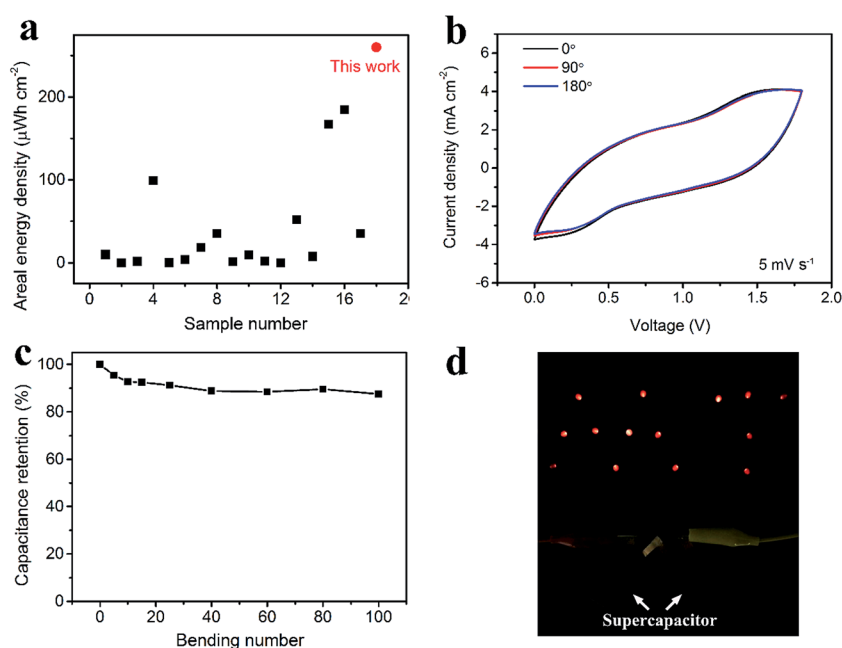 a
Areal energy density (μWh cm⁻²)
200
100
0
This work
0 4 8 12 16 20
Sample number
b
Current density (mA cm⁻²)
6
4
2
0
-2
-4
-6
0°
90°
180°
5 mV s⁻¹
0.0 0.5 1.0 1.5 2.0
Voltage (V)
c
Capacitance retention (%)
100
80
60
40
20
0
0 20 40 60 80 100
Bending number
d
Supercapacitor